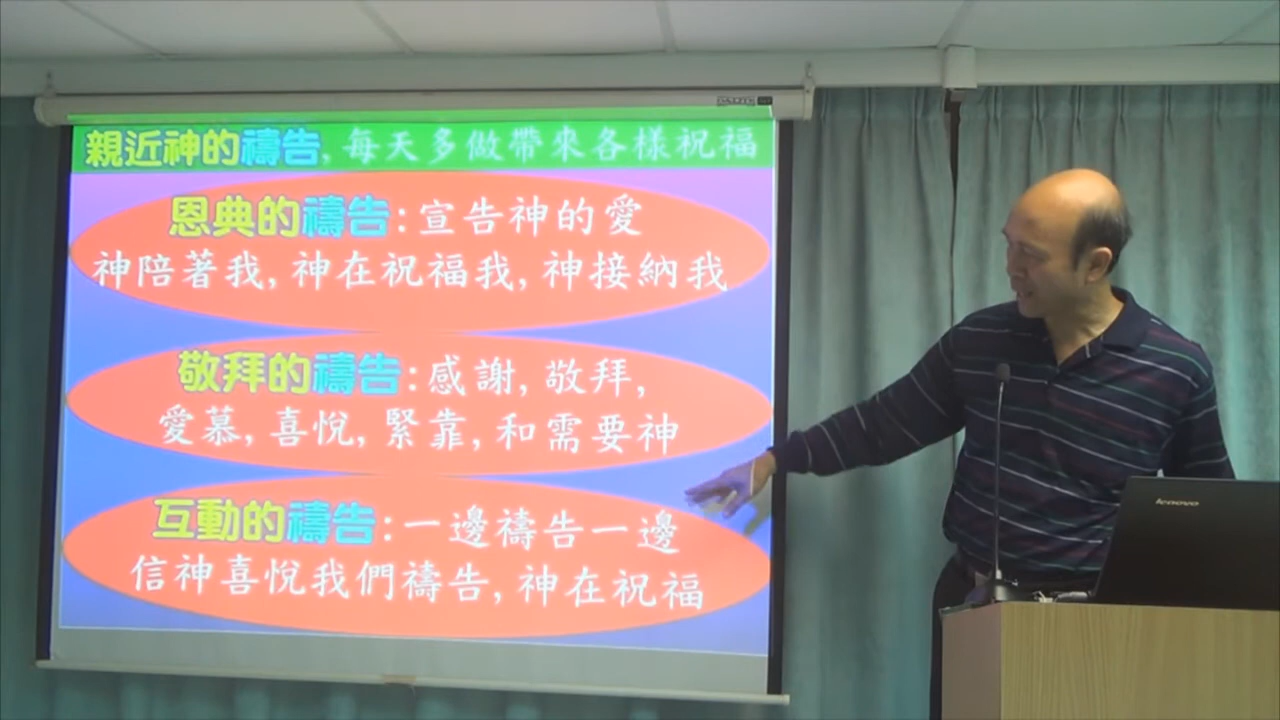 親近神的禱告,每天多做帶來各樣祝福
恩典的禱告:宣告神的愛
神陪著我,神在祝福我,神接納我
敬拜的禱告:感謝,敬拜,
愛慕,喜悅,緊靠,和需要神
互動的禱告:一邊禱告一邊
信神喜悅我們禱告,神在祝福
lenovo